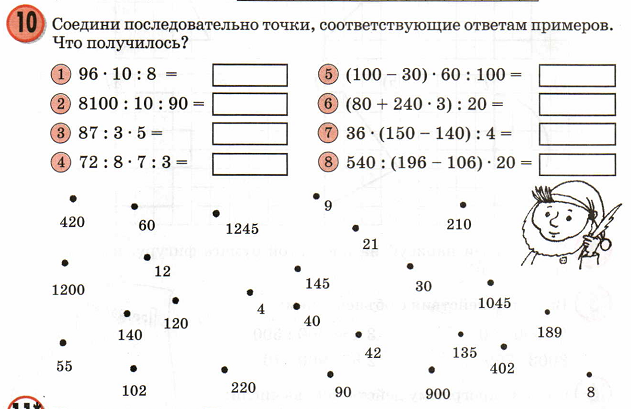 10 Соедини последовательно точки, соответствующие ответам примеров.
Что получилось?
1 96 · 10 : 8 =
2 8100 : 10 : 90 =
3 87 : 3 · 5 =
4 72 : 8 · 7 : 3 =
5 (100 − 30) · 60 : 100 =
6 (80 + 240 · 3) : 20 =
7 36 · (150 − 140) : 4 =
8 540 : (196 − 106) · 20 =
420 60 1245 9 210
21
1200 12 145 30 1045
140 120 4 40 189
55 42 135 402
102 220 90 900 8